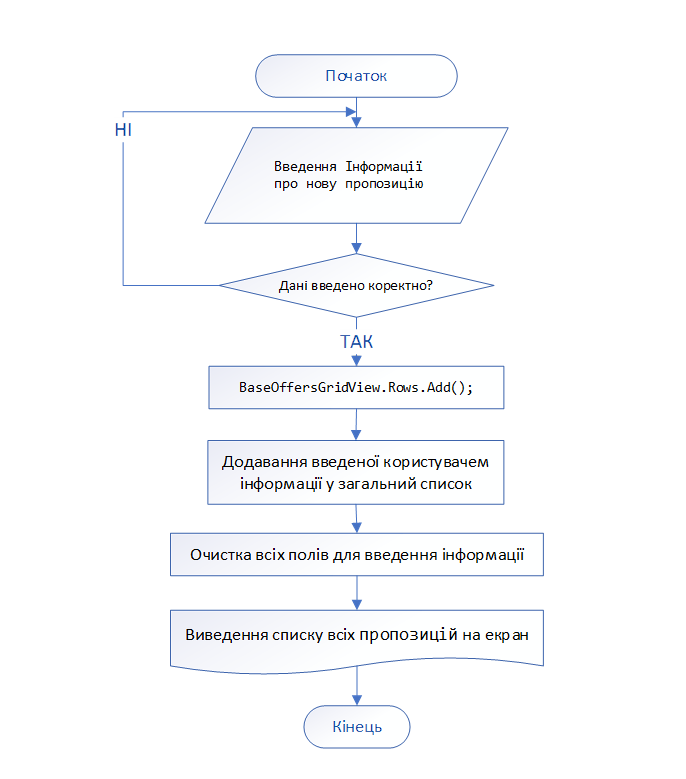 Початок
НІ
Введення Інформації
про нову пропозицію
Дані введено коректно?
ТАК
BaseOffersGridView.Rows.Add();
Додавання введеної користувачем
інформації у загальний список
Очистка всіх полів для введення інформації
Виведення списку всіх пропозицій на екран
Кінець